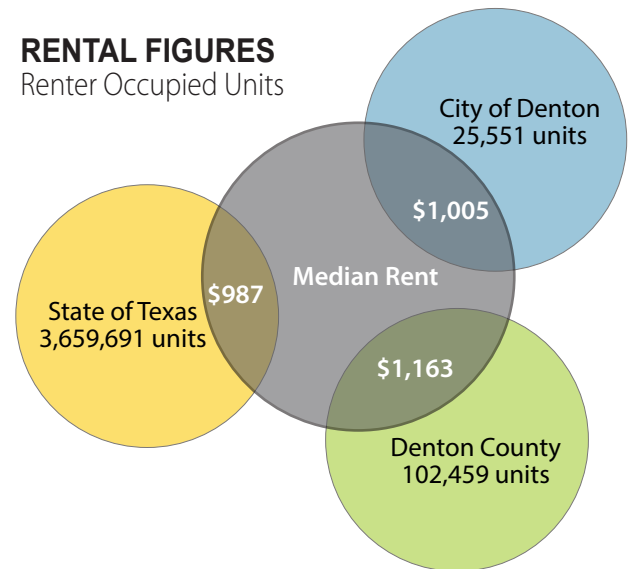 RENTAL FIGURES
Renter Occupied Units
City of Denton
25,551 units
$1,005
Median Rent
$987
State of Texas
3,659,691 units
$1,163
Denton County
102,459 units